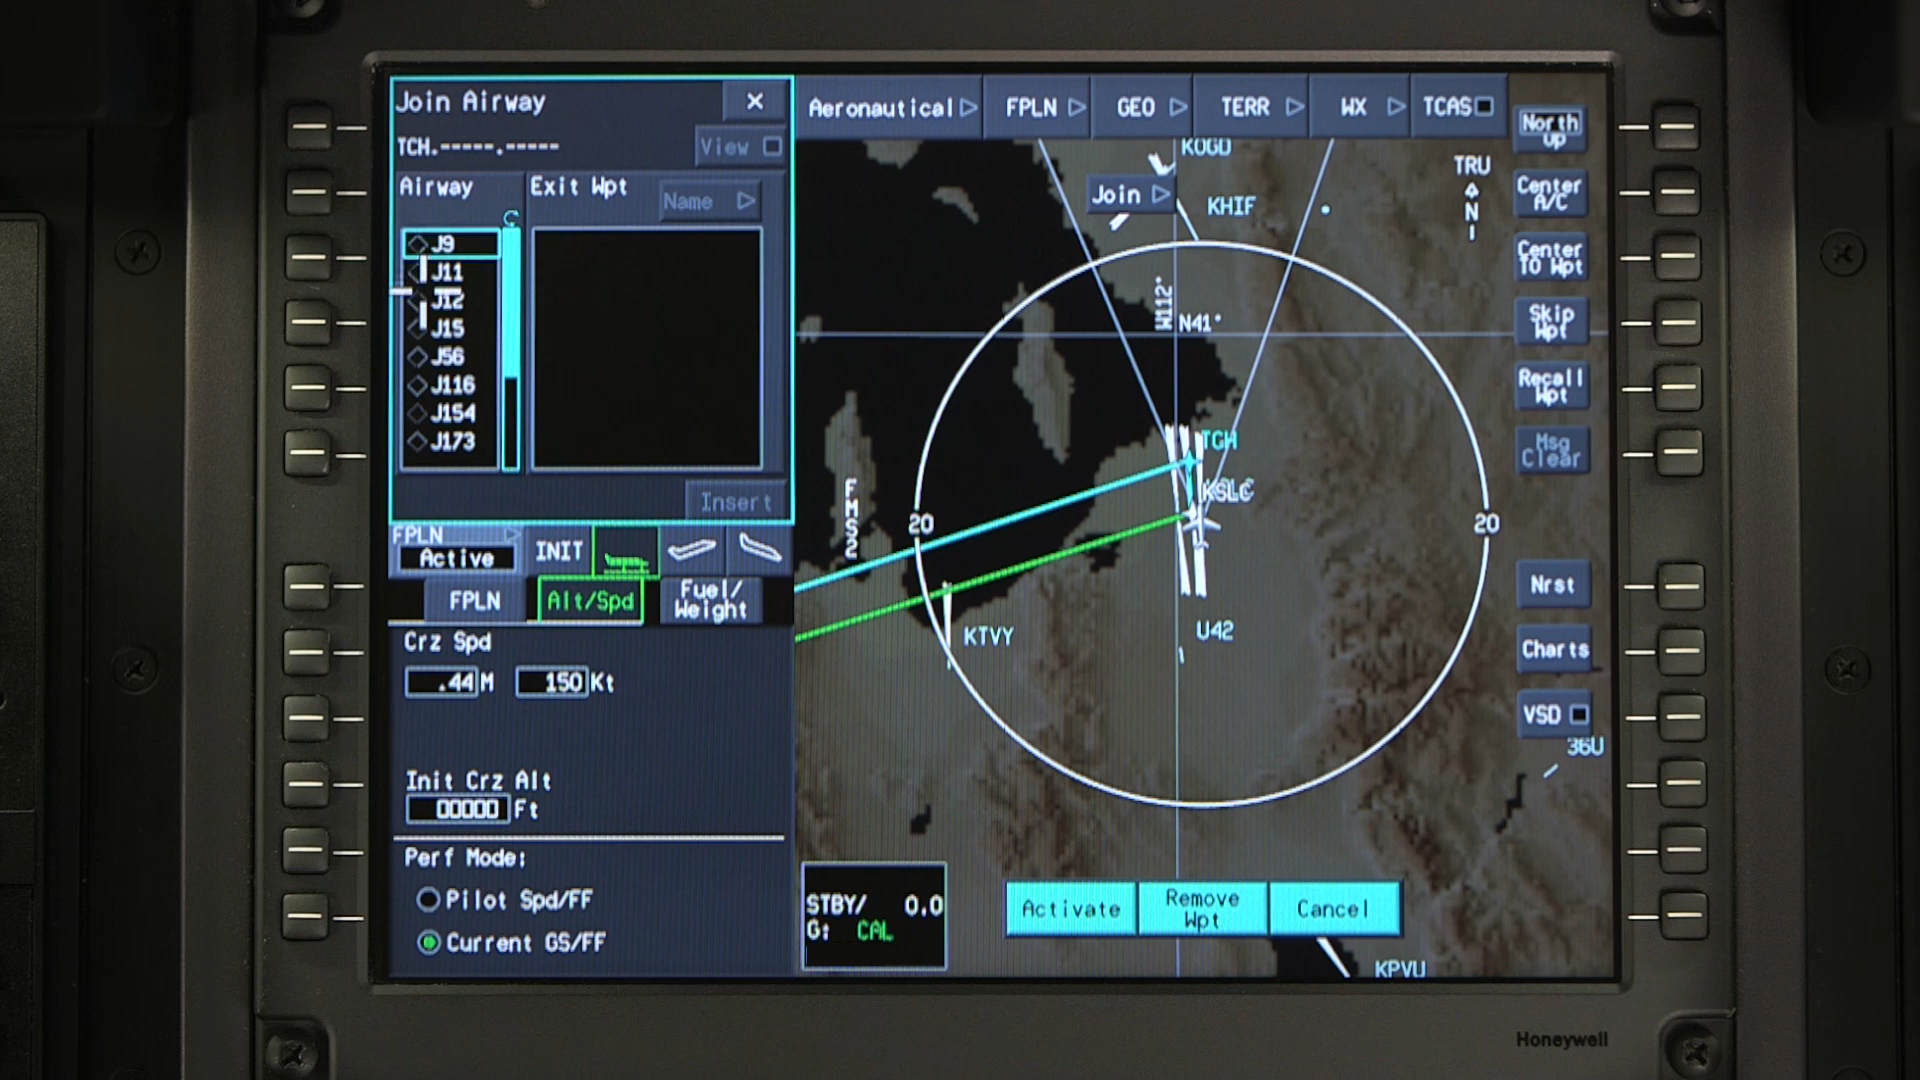 Join Airway
×
TCH.-----.-----
View
Airway
Exit Wpt
Name
J9
J11
J12
J15
J56
J116
J154
J173
Insert
FPLN
Active
INIT
FPLN
Alt/Spd
Fuel/
Weight
Crz Spd
.44 M
150 Kt
Init Crz Alt
00000 Ft
Perf Mode:
Pilot Spd/FF
Current GS/FF
Aeronautical
FPLN
GEO
TERR
WX
TCAS
KOGD
Join
KHIF
TRU
N
W112°
N41°
TCH
KSLC
FMS2
20
20
KTVY
U42
36U
KPVU
STBY/ 0.0
G: CAL
Activate
Remove
Wpt
Cancel
North
Up
Center
A/C
Center
TO Wpt
Skip
Wpt
Recall
Wpt
Msg
Clear
Nrst
Charts
VSD
Honeywell